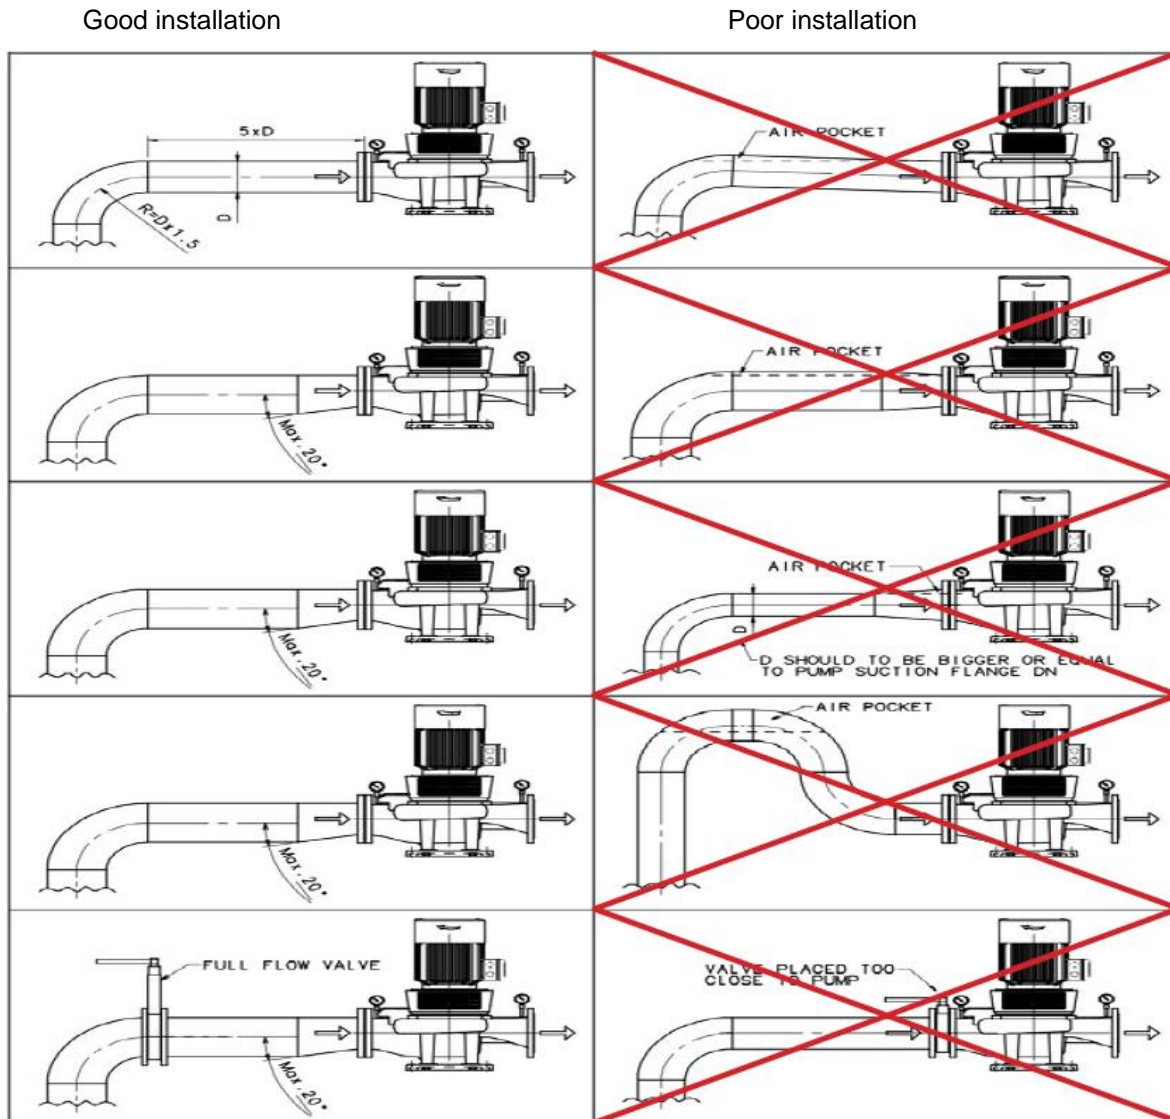 Good installation
Poor installation
5xD
D
R=Dx1.5
AIR POCKET
Max.20°
AIR POCKET
Max.20°
AIR POCKET
D
D SHOULD TO BE BIGGER OR EQUAL
TO PUMP SUCTION FLANGE DN
Max.20°
AIR POCKET
FULL FLOW VALVE
Max.20°
VALVE PLACED TOO
CLOSE TO PUMP